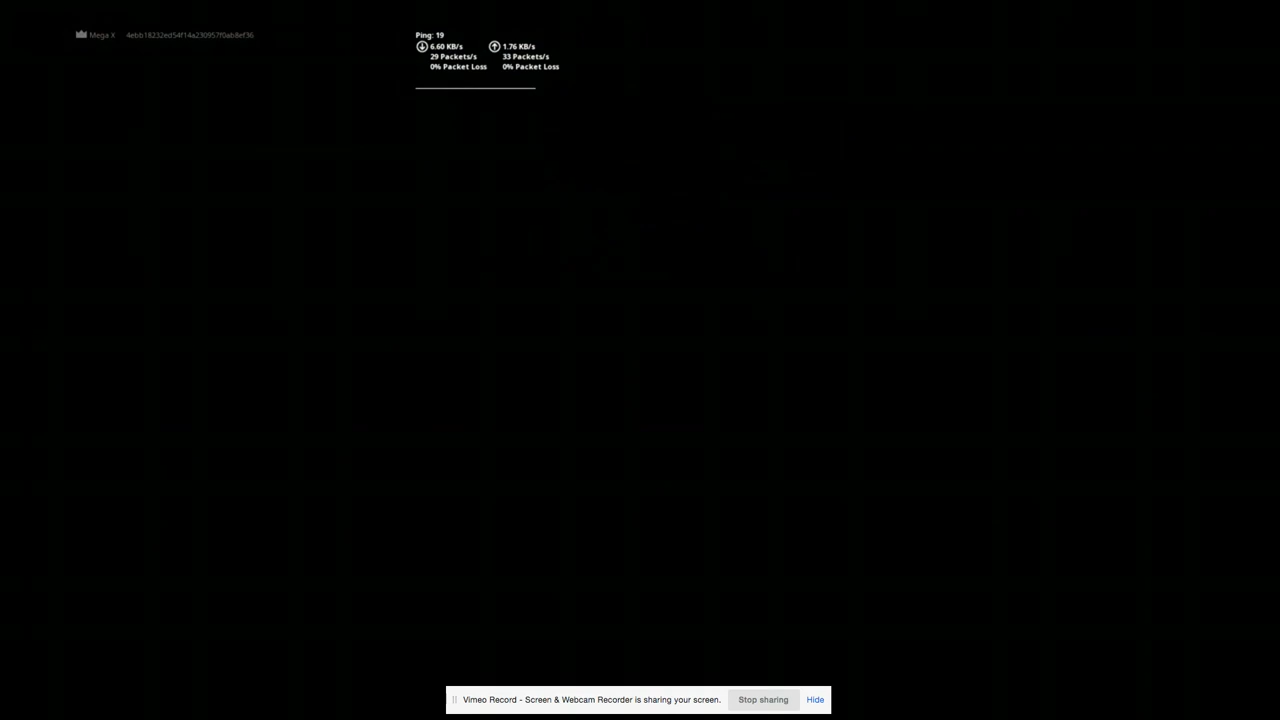 Mega X 4ebb18232ed54f14a230957f0ab8ef36
Ping: 19
6.60 KB/s 1.76 KB/s
29 Packets/s 33 Packets/s
0% Packet Loss 0% Packet Loss
Vimeo Record - Screen & Webcam Recorder is sharing your screen. Stop sharing Hide